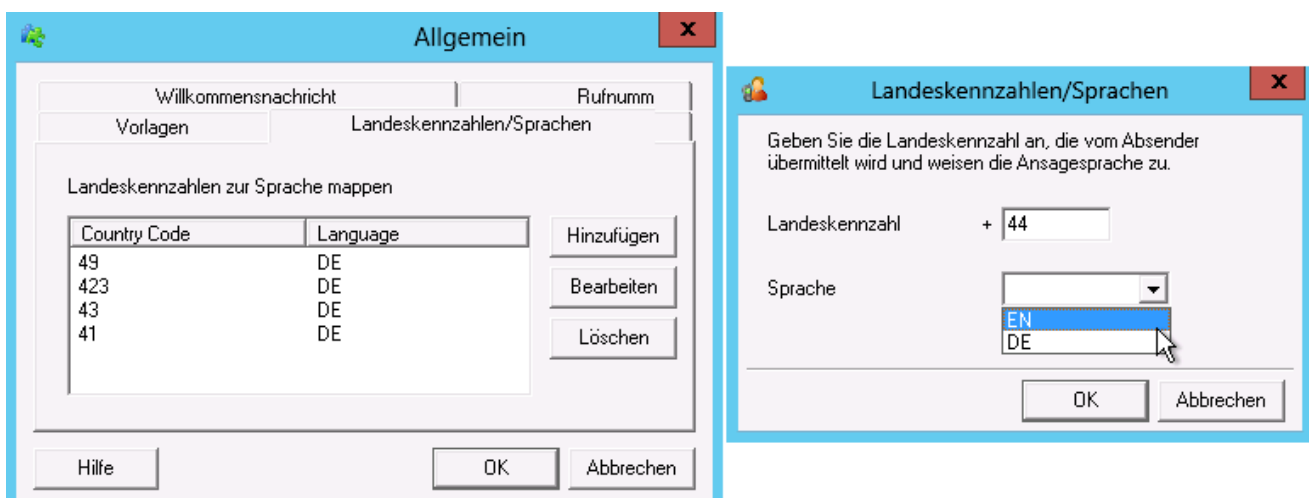 Allgemein
x
Willkommensnachricht
Rufnumm
Vorlagen
Landeskennzahlen/Sprachen
Landeskennzahlen zur Sprache mappen
Country Code Language
49 DE
423 DE
43 DE
41 DE
Hinzufügen
Bearbeiten
Löschen
Hilfe
OK
Abbrechen
Landeskennzahlen/Sprachen
x
Geben Sie die Landeskennzahl an, die vom Absender
übermittelt wird und weisen die Ansagesprache zu.
Landeskennzahl + 44
Sprache
EN
DE
OK
Abbrechen